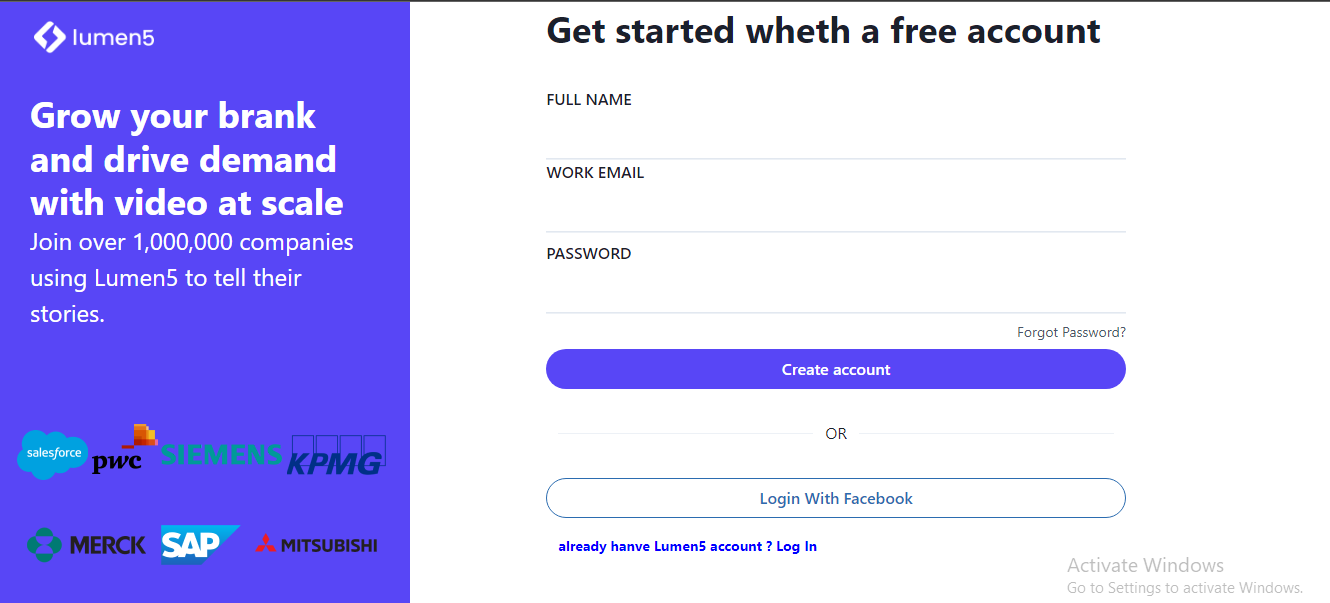 lumen5
Grow your brank
and drive demand
with video at scale
Join over 1,000,000 companies
using Lumen5 to tell their
stories.
salesforce
pwc
SIEMENS
KPMG
MERCK
SAP
MITSUBISHI
Get started wheth a free account
FULL NAME
WORK EMAIL
PASSWORD
Forgot Password?
Create account
OR
Login With Facebook
already hanve Lumen5 account ? Log In
Activate Windows
Go to Settings to activate Windows.